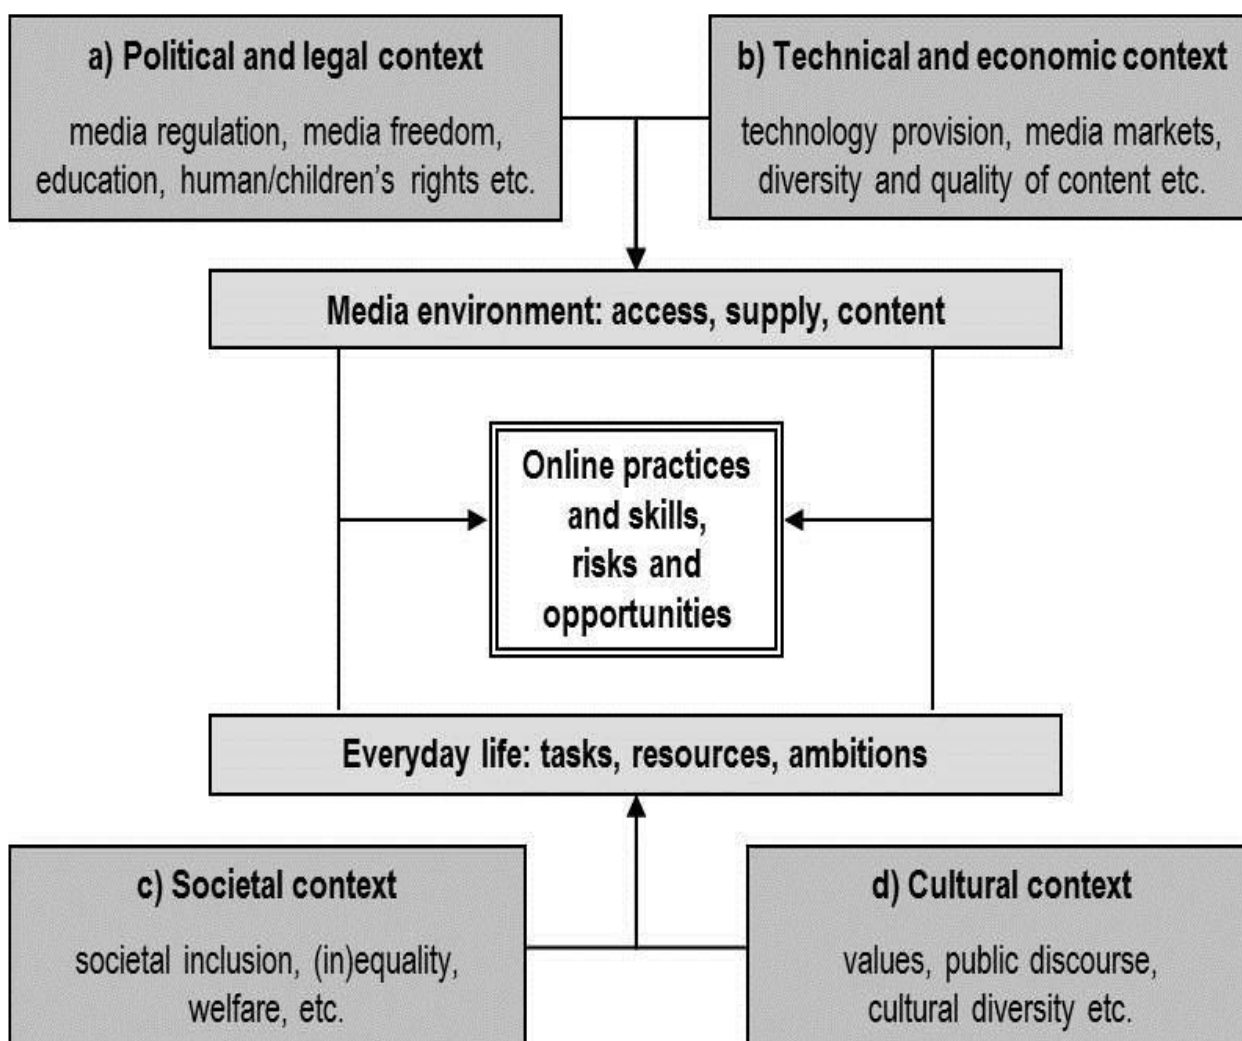 a) Political and legal context
media regulation, media freedom,
education, human/children's rights etc.
b) Technical and economic context
technology provision, media markets,
diversity and quality of content etc.
Media environment: access, supply, content
Online practices
and skills,
risks and
opportunities
Everyday life: tasks, resources, ambitions
c) Societal context
societal inclusion, (in)equality,
welfare, etc.
d) Cultural context
values, public discourse,
cultural diversity etc.